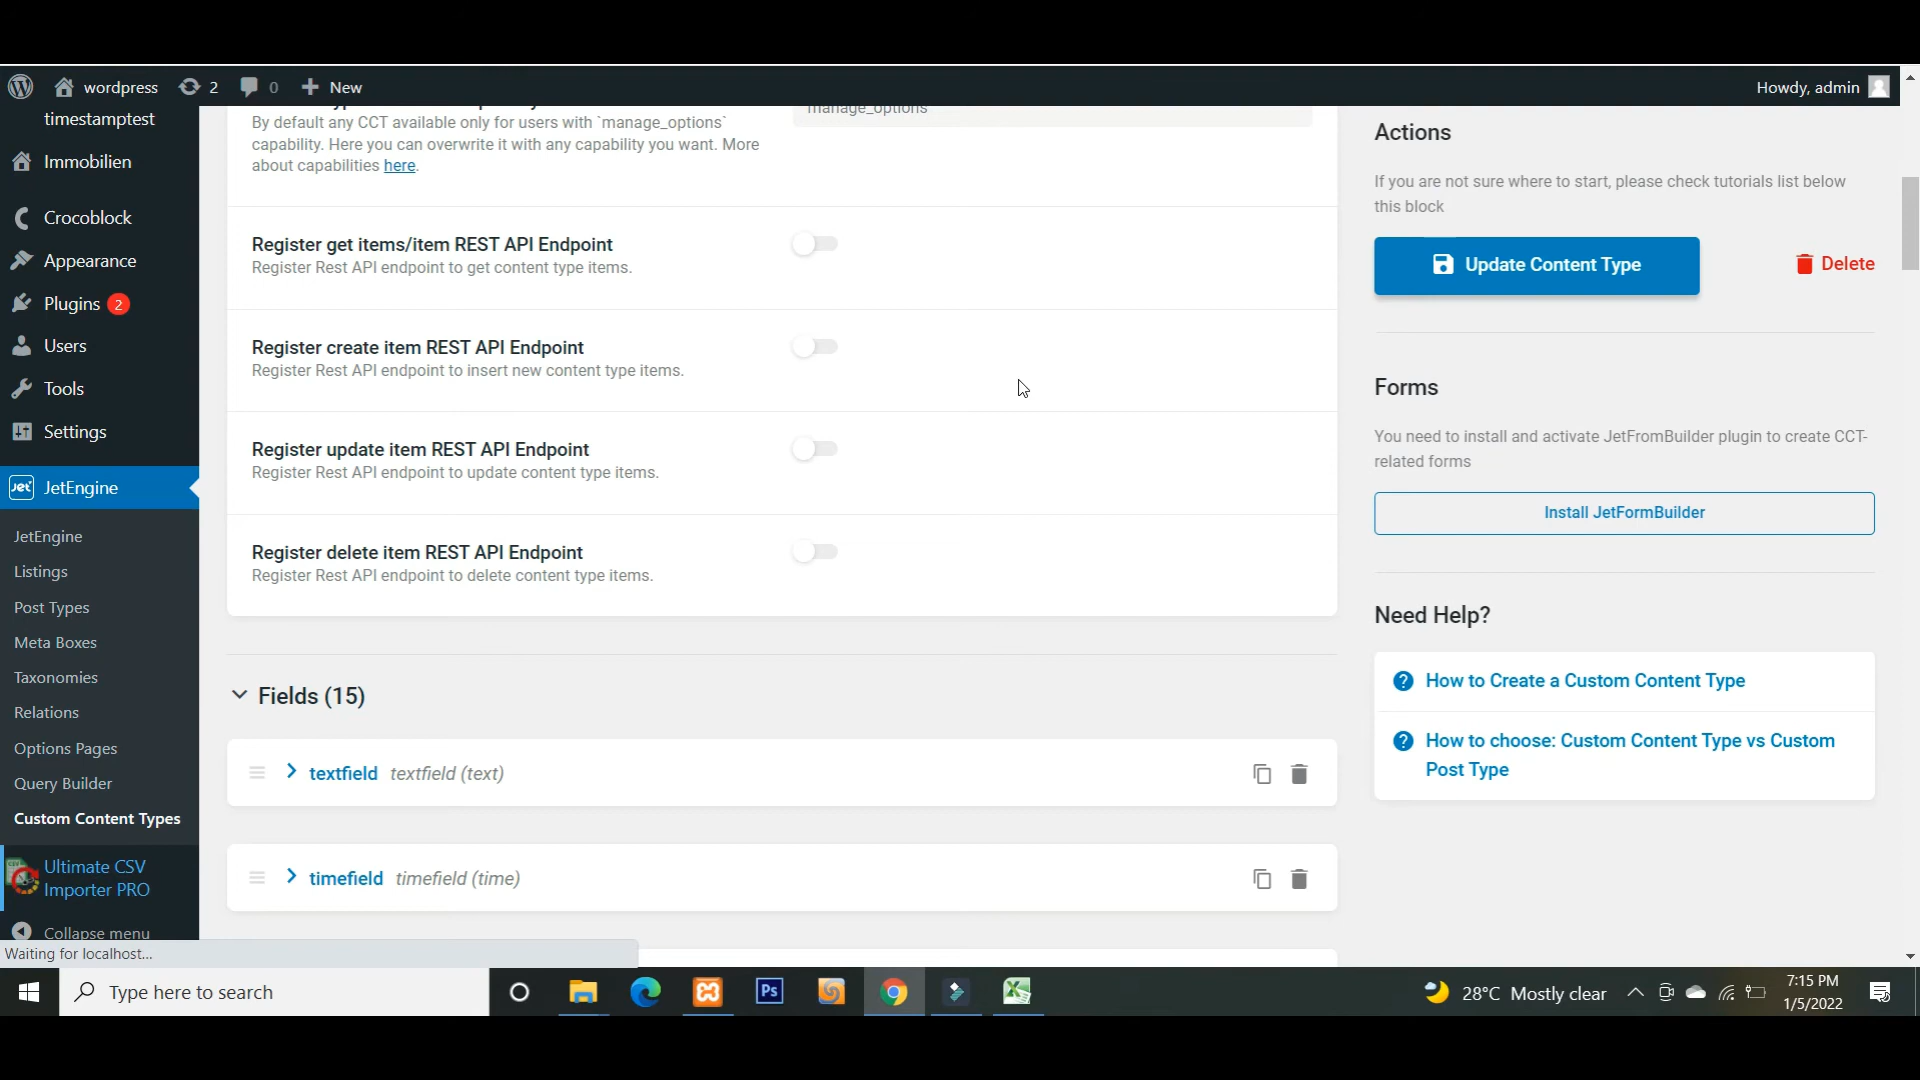 wordpress 2 0 New Howdy, admin
timestamptest
Immobilien
Crocoblock
Appearance
Plugins 2
Users
Tools
Settings
Jet JetEngine
JetEngine
Listings
Post Types
Meta Boxes
Taxonomies
Relations
Options Pages
Query Builder
Custom Content Types
Ultimate CSV
Importer PRO
Collapse menu
Waiting for localhost...
manage_options
By default any CCT available only for users with `manage_options`
capability. Here you can overwrite it with any capability you want. More
about capabilities here.
Register get items/item REST API Endpoint
Register Rest API endpoint to get content type items.
Register create item REST API Endpoint
Register Rest API endpoint to insert new content type items.
Register update item REST API Endpoint
Register Rest API endpoint to update content type items.
Register delete item REST API Endpoint
Register Rest API endpoint to delete content type items.
Fields (15)
textfield textfield (text)
timefield timefield (time)
Actions
If you are not sure where to start, please check tutorials list below
this block
Update Content Type
Delete
Forms
You need to install and activate JetFromBuilder plugin to create CCT-
related forms
Install JetFormBuilder
Need Help?
How to Create a Custom Content Type
How to choose: Custom Content Type vs Custom
Post Type
Type here to search
Ps
28°C Mostly clear
7:15 PM
1/5/2022